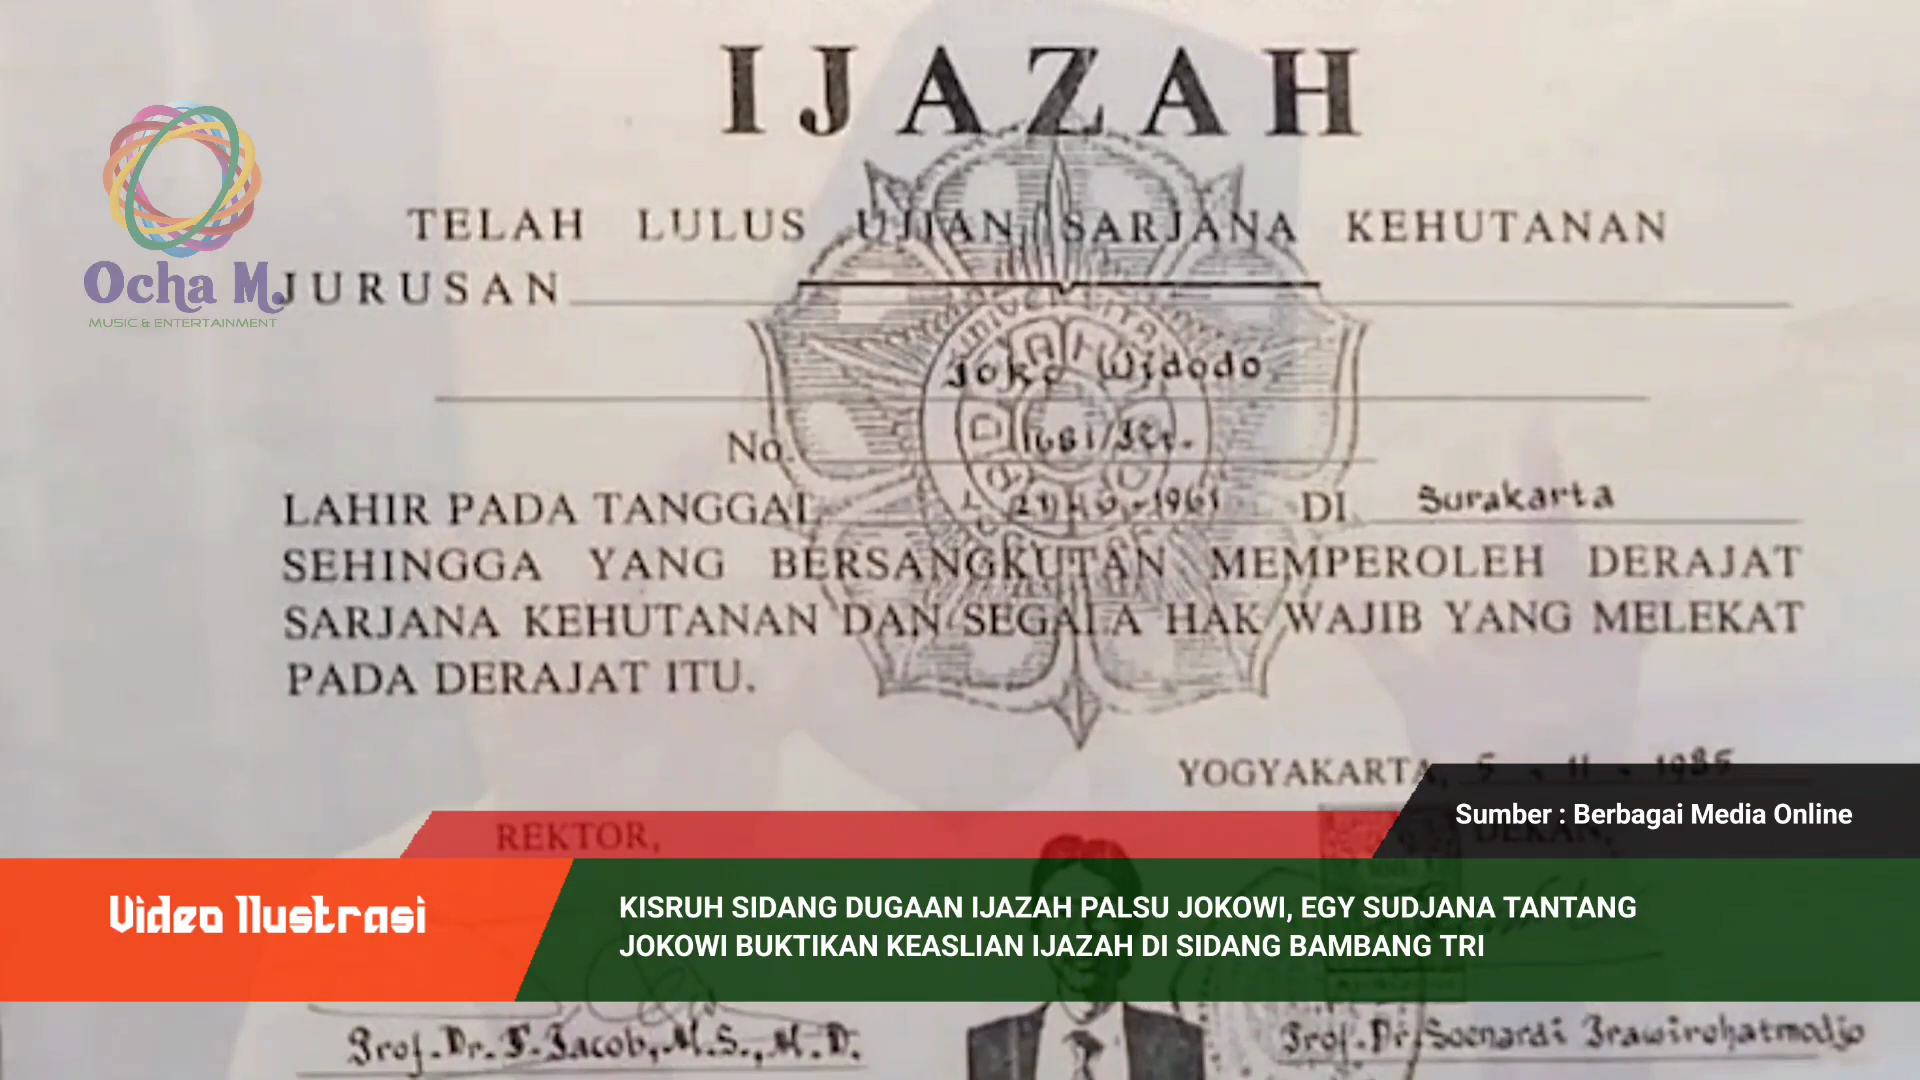 IJAZAH
TELAH LULUS UJIAN SARJANA KEHUTANAN
JURUSAN
Ocha M.
MUSIC & ENTERTAINMENT
Joko Widodo
No. 1681/KT.
LAHIR PADA TANGGAL DI Surakarta
SEHINGGA YANG BERSANGKUTAN MEMPEROLEH DERAJAT
SARJANA KEHUTANAN DAN SEGALA HAK WAJIB YANG MELEKAT
PADA DERAJAT ITU.
YOGYAKARTA, 5 - 11 - 1985
Sumber : Berbagai Media Online
REKTOR, DEKAN,
Video Ilustrasi
KISRUH SIDANG DUGAAN IJAZAH PALSU JOKOWI, EGY SUDJANA TANTANG
JOKOWI BUKTIKAN KEASLIAN IJAZAH DI SIDANG BAMBANG TRI
Prof. Dr. T. Jacob, M.S., M.D. Prof. Dr. Soenardi Prawirohatmodjo